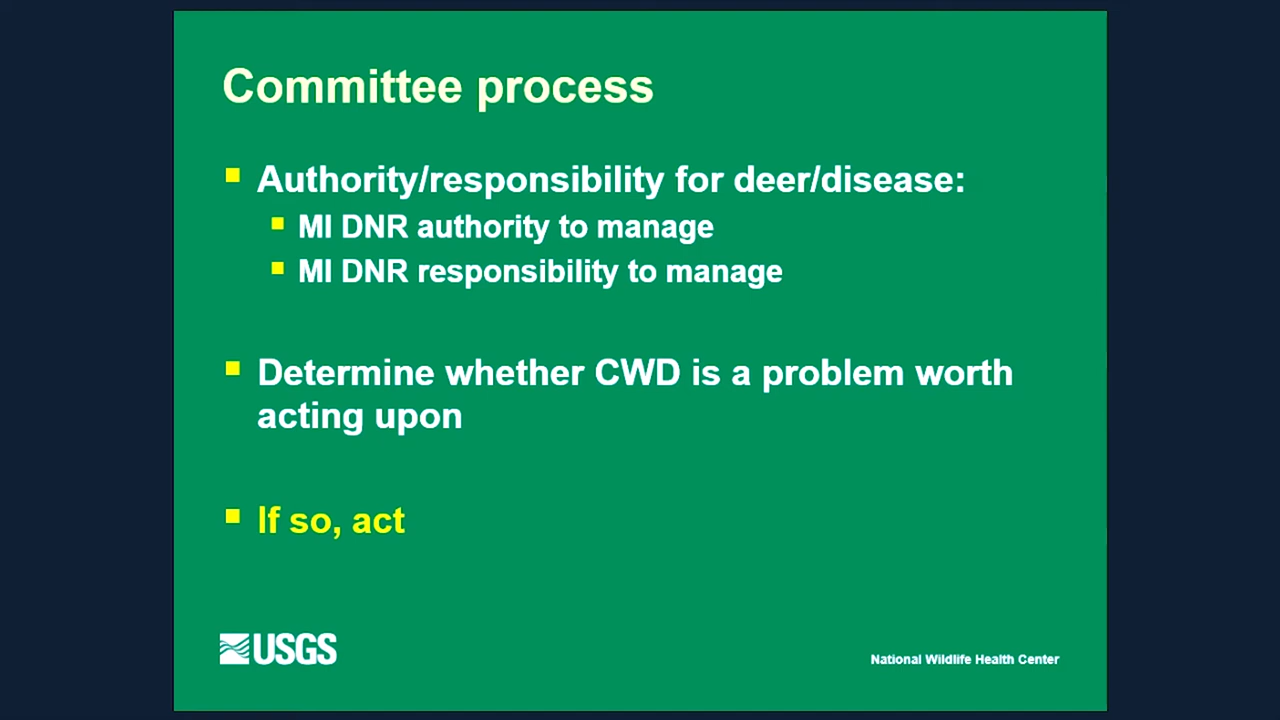 Committee process
Authority/responsibility for deer/disease:
MI DNR authority to manage
MI DNR responsibility to manage
Determine whether CWD is a problem worth
acting upon
If so, act
USGS
National Wildlife Health Center